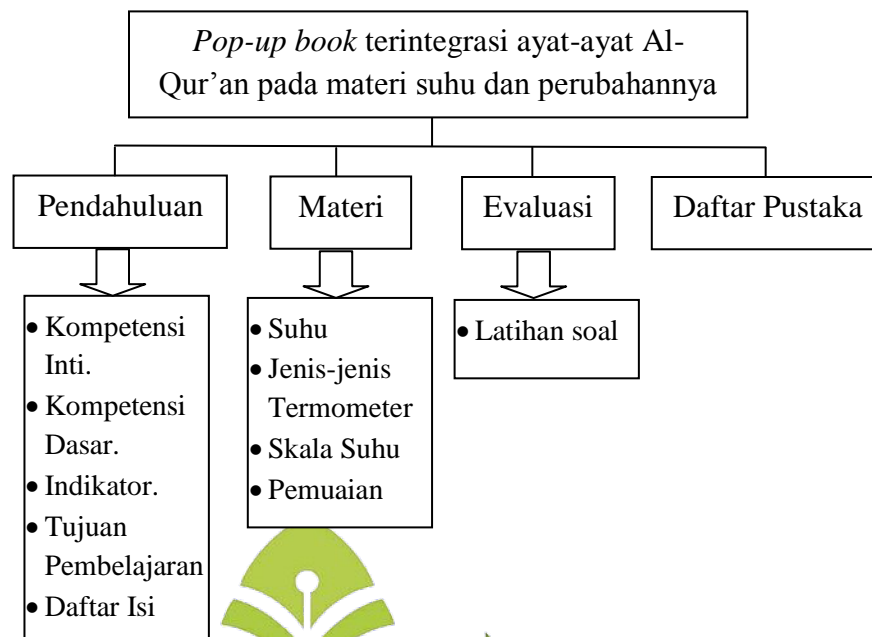 Pop-up book terintegrasi ayat-ayat Al-
Qur’an pada materi suhu dan perubahannya
Pendahuluan
Materi
Evaluasi
Daftar Pustaka
• Kompetensi
Inti.
• Kompetensi
Dasar.
• Indikator.
• Tujuan
Pembelajaran
• Daftar Isi
• Suhu
• Jenis-jenis
Termometer
• Skala Suhu
• Pemuaian
• Latihan soal